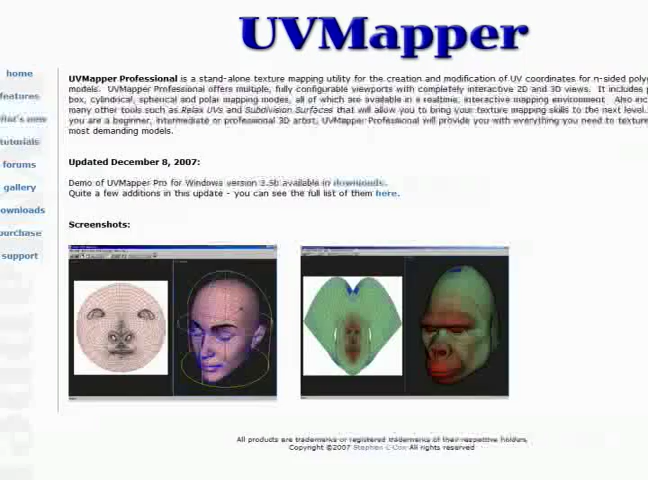 UVMapper
home
features
what's new
tutorials
forums
gallery
downloads
purchase
support
UVMapper Professional is a stand-alone texture mapping utility for the creation and modification of UV coordinates for n-sided poly
models. UVMapper Professional offers multiple, fully configurable viewports with completely interactive 2D and 3D views. It includes
box, cylindrical, spherical and polar mapping modes, all of which are available in a realtime, interactive mapping environment. Also inc
many other tools such as Relax UVs and Subdivision Surfaces that will allow you to bring your texture mapping skills to the next level.
you are a beginner, intermediate or professional 3D artist, UVMapper Professional will provide you with everything you need to texture
most demanding models.
Updated December 8, 2007:
Demo of UVMapper Pro for Windows version 3.5b available in downloads.
Quite a few additions in this update - you can see the full list of them here.
Screenshots:
All products are trademarks or registered trademarks of their respective holders.
Copyright ©2007 Stephen L Cox All rights reserved